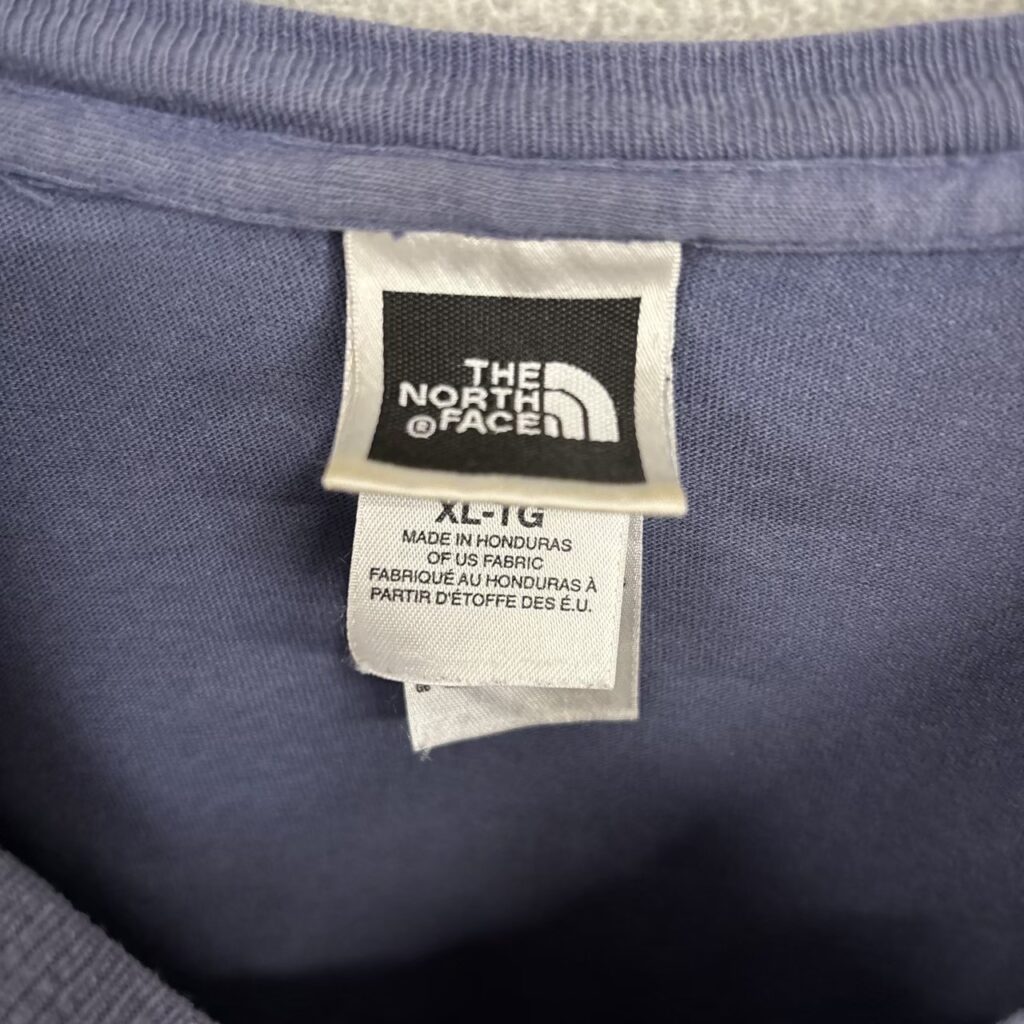 THE
NORTH
® FACE
XL-TG
MADE IN HONDURAS
OF US FABRIC
FABRIQUÉ AU HONDURAS À
PARTIR D'ÉTOFFE DES É.U.